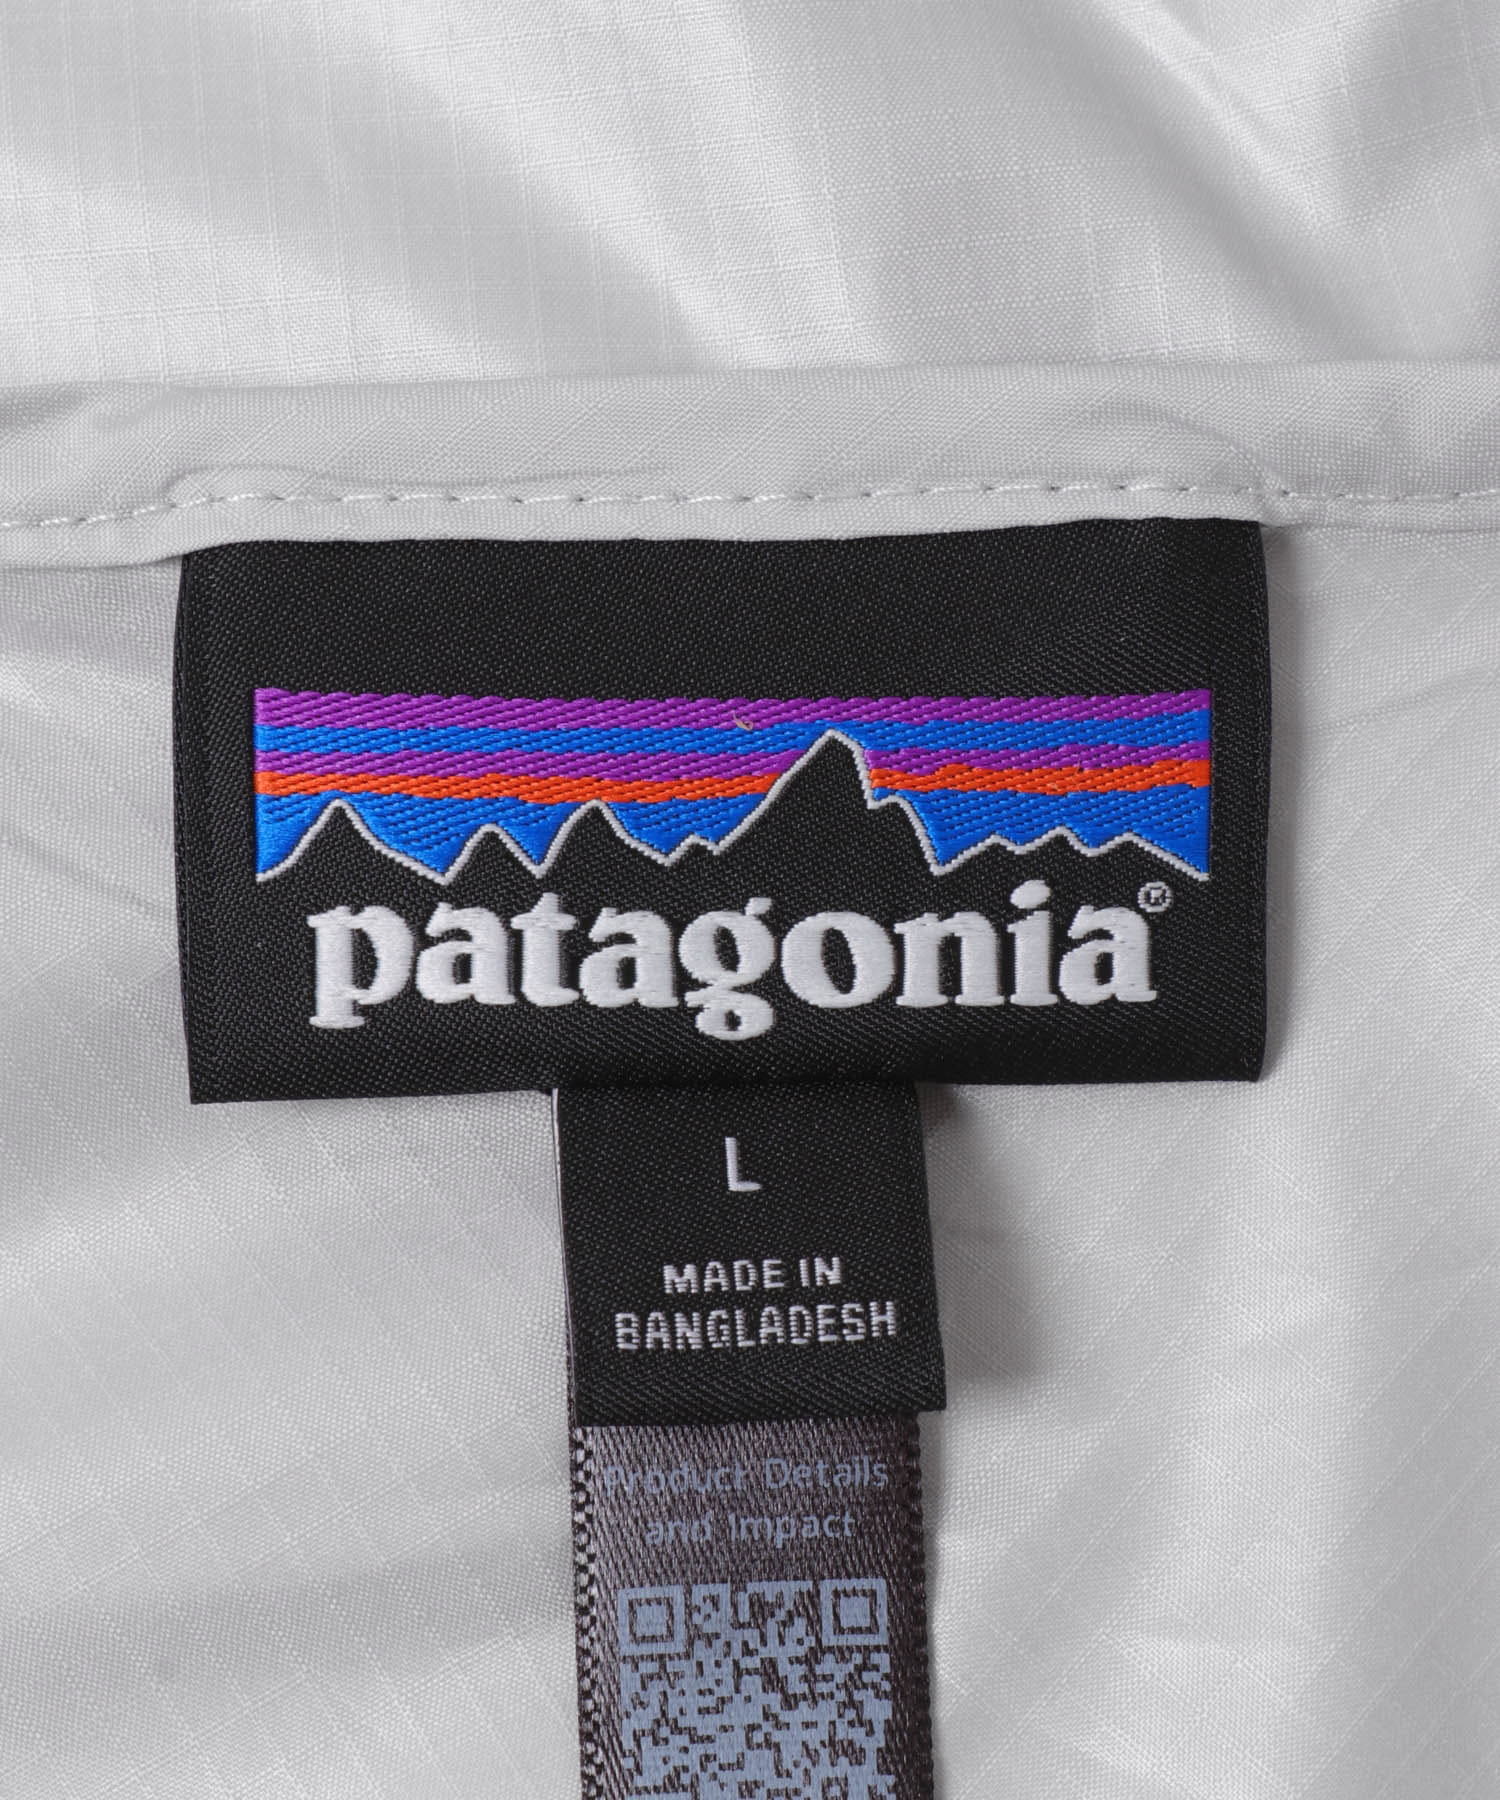 patagonia®
L
MADE IN
BANGLADESH
Product Details
and Impact